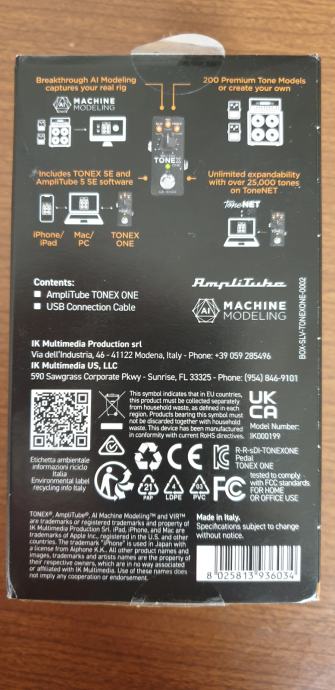 Breakthrough AI Modeling
captures your real rig
200 Premium Tone Models
or create your own
AI MACHINE
MODELING
TONEX
ONE
Includes TONEX SE and
AmpliTube 5 SE software
Unlimited expandability
with over 25,000 tones
on ToneNET
ToneNET
iPhone/
iPad
Mac/
PC
TONEX
ONE
Contents:
AmpliTube TONEX ONE
USB Connection Cable
AmpliTube
AI MACHINE
MODELING
BOX-SLV-TONEXONE-0002
IK Multimedia Production srl
Via dell'Industria, 46 - 41122 Modena, Italy - Phone: +39 059 285496
IK Multimedia US, LLC
590 Sawgrass Corporate Pkwy - Sunrise, FL 33325 - Phone: (954) 846-9101
This symbol indicates that in EU countries,
this product must be collected separately
from household waste, as defined in each
region. Products bearing this symbol must
not be discarded together with household
waste. This device has been manufactured
in conformity with current RoHS directives.
UK
CA
Model Number:
IK000199
Etichetta ambientale
informazioni riciclo
Italia
Environmental label
recycling info Italy
CE
R-R-sDI-TONEXONE
Pedal
TONEX ONE
21
PAP
4
LDPE
03
PVC
FC
tested to comply
with FCC standards
FOR HOME
OR OFFICE USE
TONEX®, AmpliTube®, AI Machine Modeling™ and VIR™
are trademarks or registered trademarks and property of
IK Multimedia Production Srl. iPad, iPhone, and Mac are
trademarks of Apple Inc., registered in the U.S. and other
countries. The trademark "iPhone" is used in Japan with
a license from Aiphone K.K.. All other product names and
images, trademarks and artists names are the property of
their respective owners, which are in no way associated
or affiliated with IK Multimedia. Use of these names does
not imply any cooperation or endorsement.
Made in Italy.
Specifications subject to change
without notice.
8 025813 936034